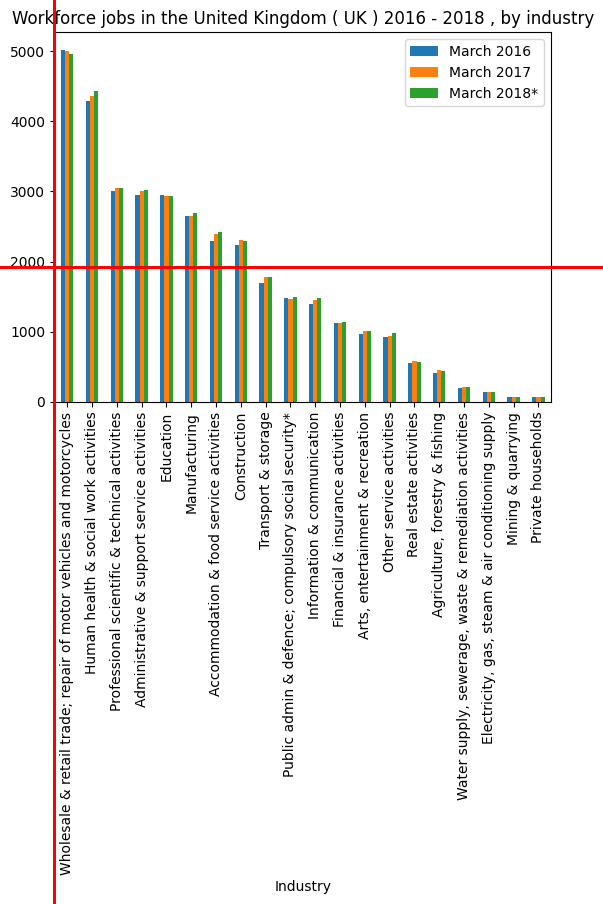 Workforce jobs in the United Kingdom ( UK ) 2016 - 2018 , by industry
March 2016
March 2017
March 2018*
5000
4000
3000
2000
1000
0
Wholesale & retail trade; repair of motor vehicles and motorcycles
Human health & social work activities
Professional scientific & technical activities
Administrative & support service activities
Education
Manufacturing
Accommodation & food service activities
Construction
Transport & storage
Public admin & defence; compulsory social security*
Information & communication
Financial & insurance activities
Arts, entertainment & recreation
Other service activities
Real estate activities
Agriculture, forestry & fishing
Water supply, sewerage, waste & remediation activities
Electricity, gas, steam & air conditioning supply
Mining & quarrying
Private households
Industry